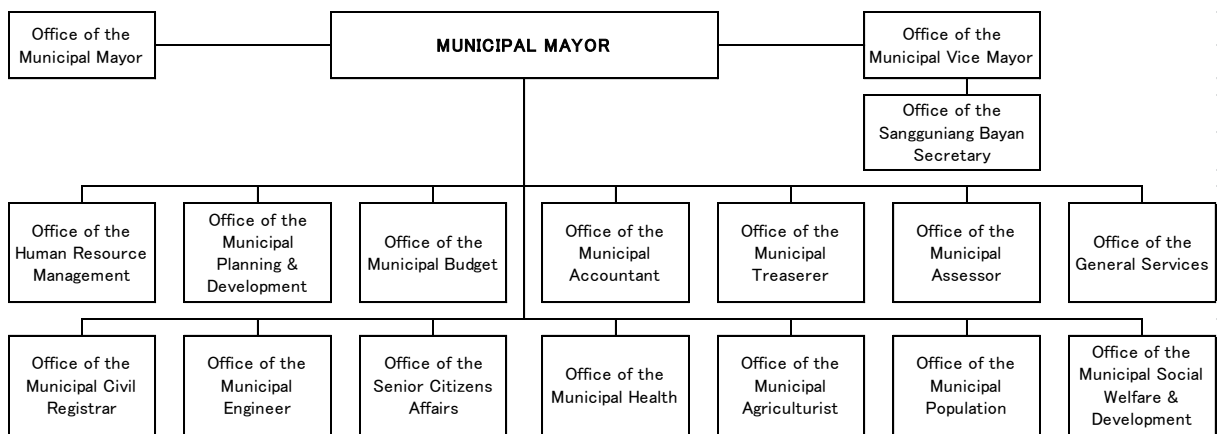 Office of the
Municipal Mayor
MUNICIPAL MAYOR
Office of the
Municipal Vice Mayor
Office of the
Sangguniang Bayan
Secretary
Office of the
Human Resource
Management
Office of the
Municipal
Planning &
Development
Office of the
Municipal Budget
Office of the
Municipal
Accountant
Office of the
Municipal
Treaserer
Office of the
Municipal
Assessor
Office of the
General Services
Office of the
Municipal Civil
Registrar
Office of the
Municipal
Engineer
Office of the
Senior Citizens
Affairs
Office of the
Municipal Health
Office of the
Municipal
Agriculturist
Office of the
Municipal
Population
Office of the
Municipal Social
Welfare &
Development